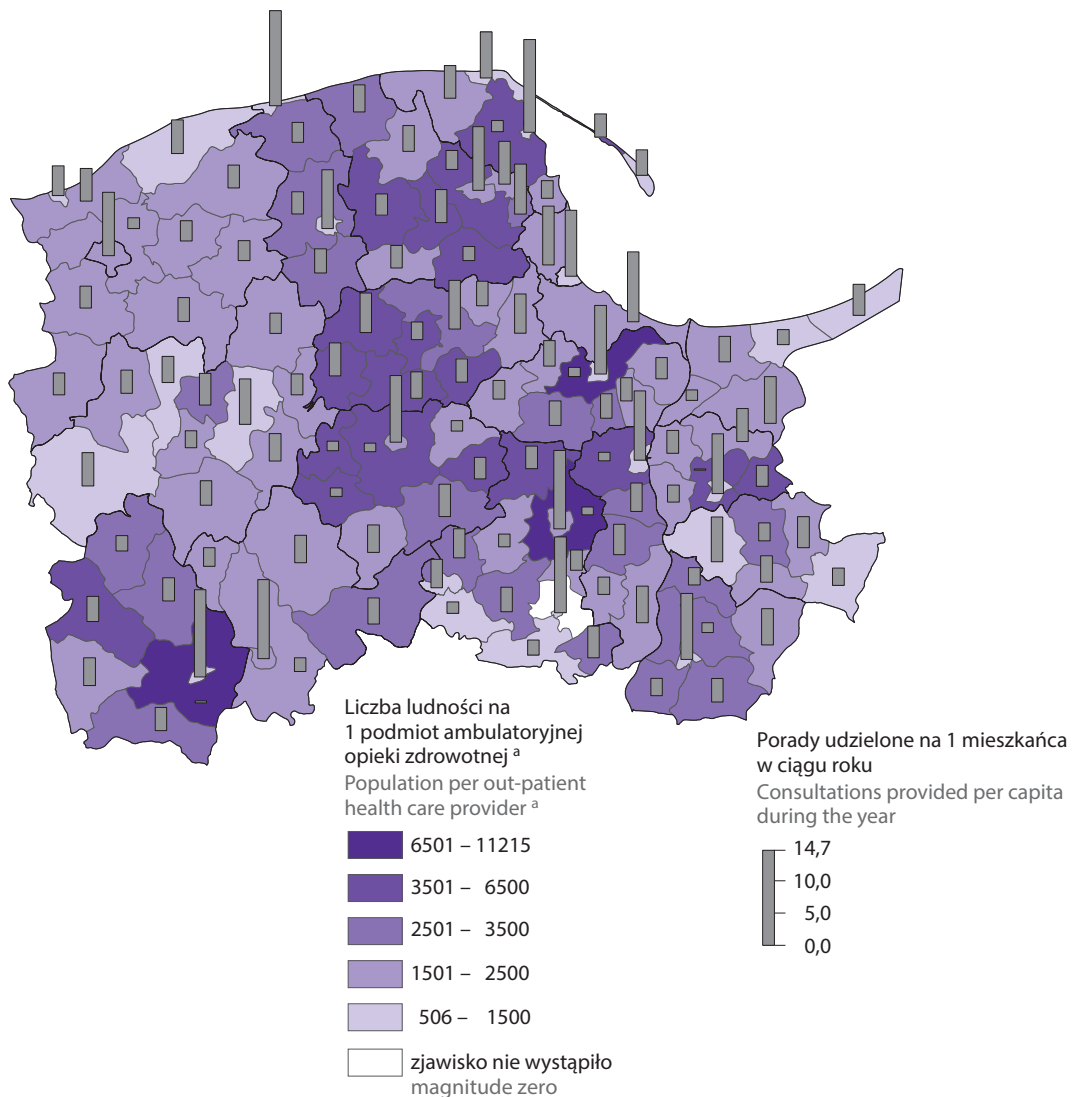 Liczba ludności na
1 podmiot ambulatoryjnej
opieki zdrowotnej ª
Population per out-patient
health care provider ª
6501 – 11215
3501 – 6500
2501 – 3500
1501 – 2500
506 – 1500
zjawisko nie wystąpiło
magnitude zero
Porady udzielone na 1 mieszkańca
w ciągu roku
Consultations provided per capita
during the year
14,7
10,0
5,0
0,0